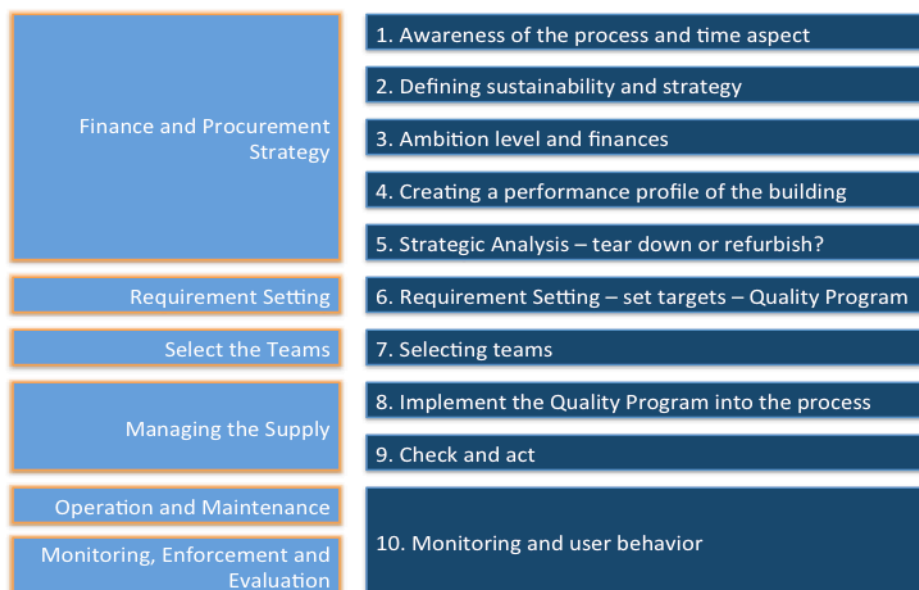 Finance and Procurement
Strategy
1. Awareness of the process and time aspect
2. Defining sustainability and strategy
3. Ambition level and finances
4. Creating a performance profile of the building
5. Strategic Analysis – tear down or refurbish?
Requirement Setting
6. Requirement Setting – set targets – Quality Program
Select the Teams
7. Selecting teams
Managing the Supply
8. Implement the Quality Program into the process
9. Check and act
Operation and Maintenance
Monitoring, Enforcement and
Evaluation
10. Monitoring and user behavior